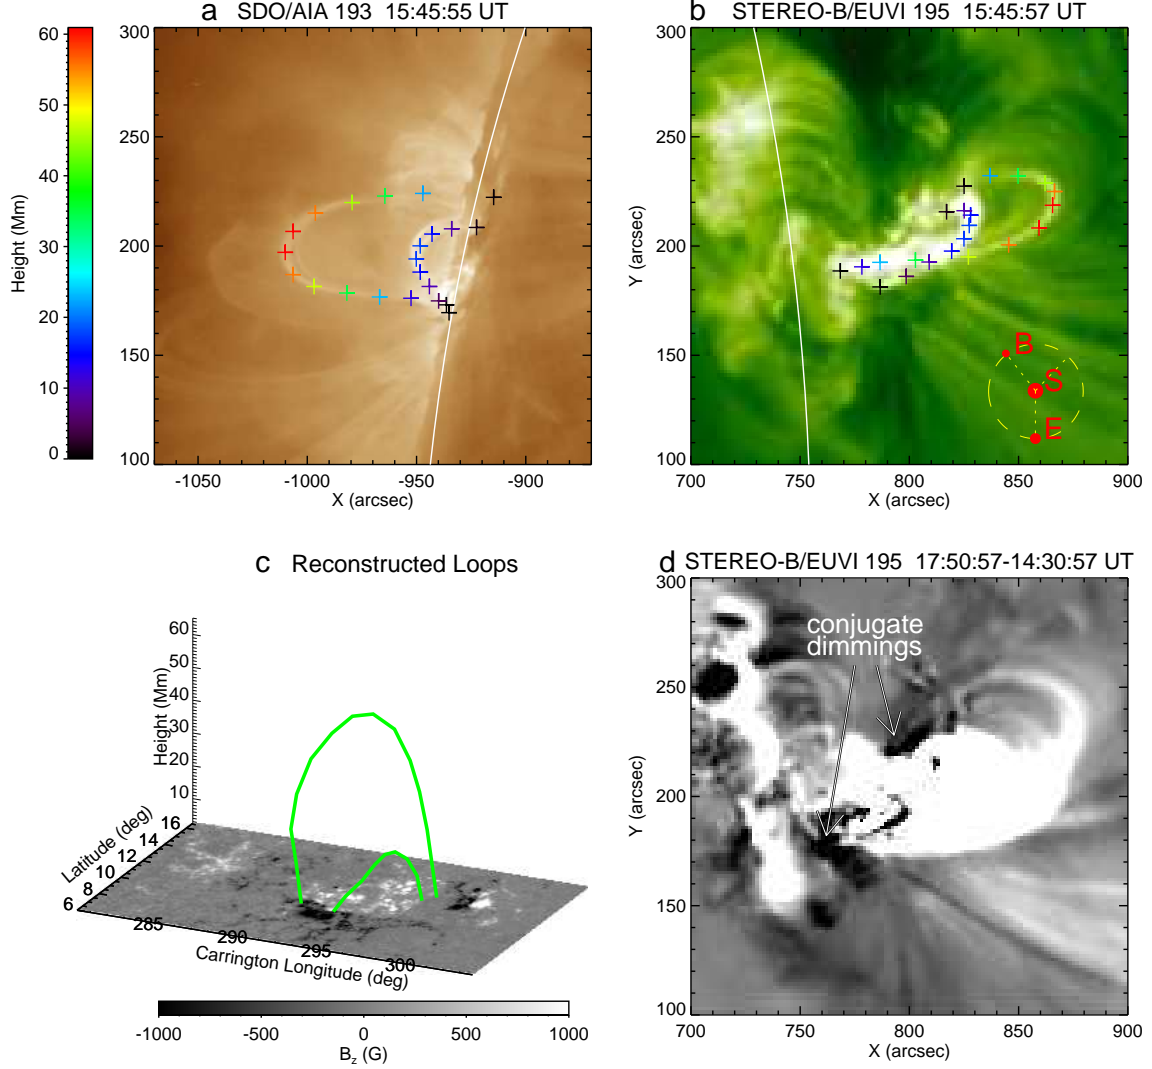 a SDO/AIA 193 15:45:55 UT
60
50
40
30
20
10
0
Height (Mm)
300
250
200
150
100
-1050 -1000 -950 -900
X (arcsec)
b STEREO-B/EUVI 195 15:45:57 UT
300
250
200
150
100
Y (arcsec)
B
S
E
700 750 800 850 900
X (arcsec)
c Reconstructed Loops
60
50
40
30
20
10
Height (Mm)
16
14
12
10
8
6
Latitude (deg)
285
290
295
300
Carrington Longitude (deg)
-1000 -500 0 500 1000
Bz (G)
d STEREO-B/EUVI 195 17:50:57-14:30:57 UT
conjugate
dimmings
300
250
200
150
100
Y (arcsec)
700 750 800 850 900
X (arcsec)